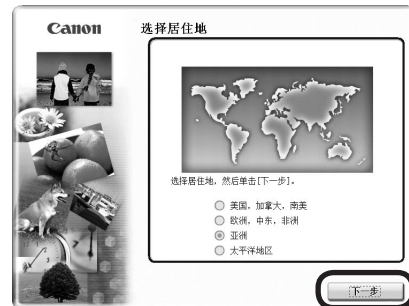 Canon
选择居住地
选择居住地，然后单击[下一步]。
美国，加拿大，南美
欧洲，中东，非洲
亚洲
太平洋地区
下一步